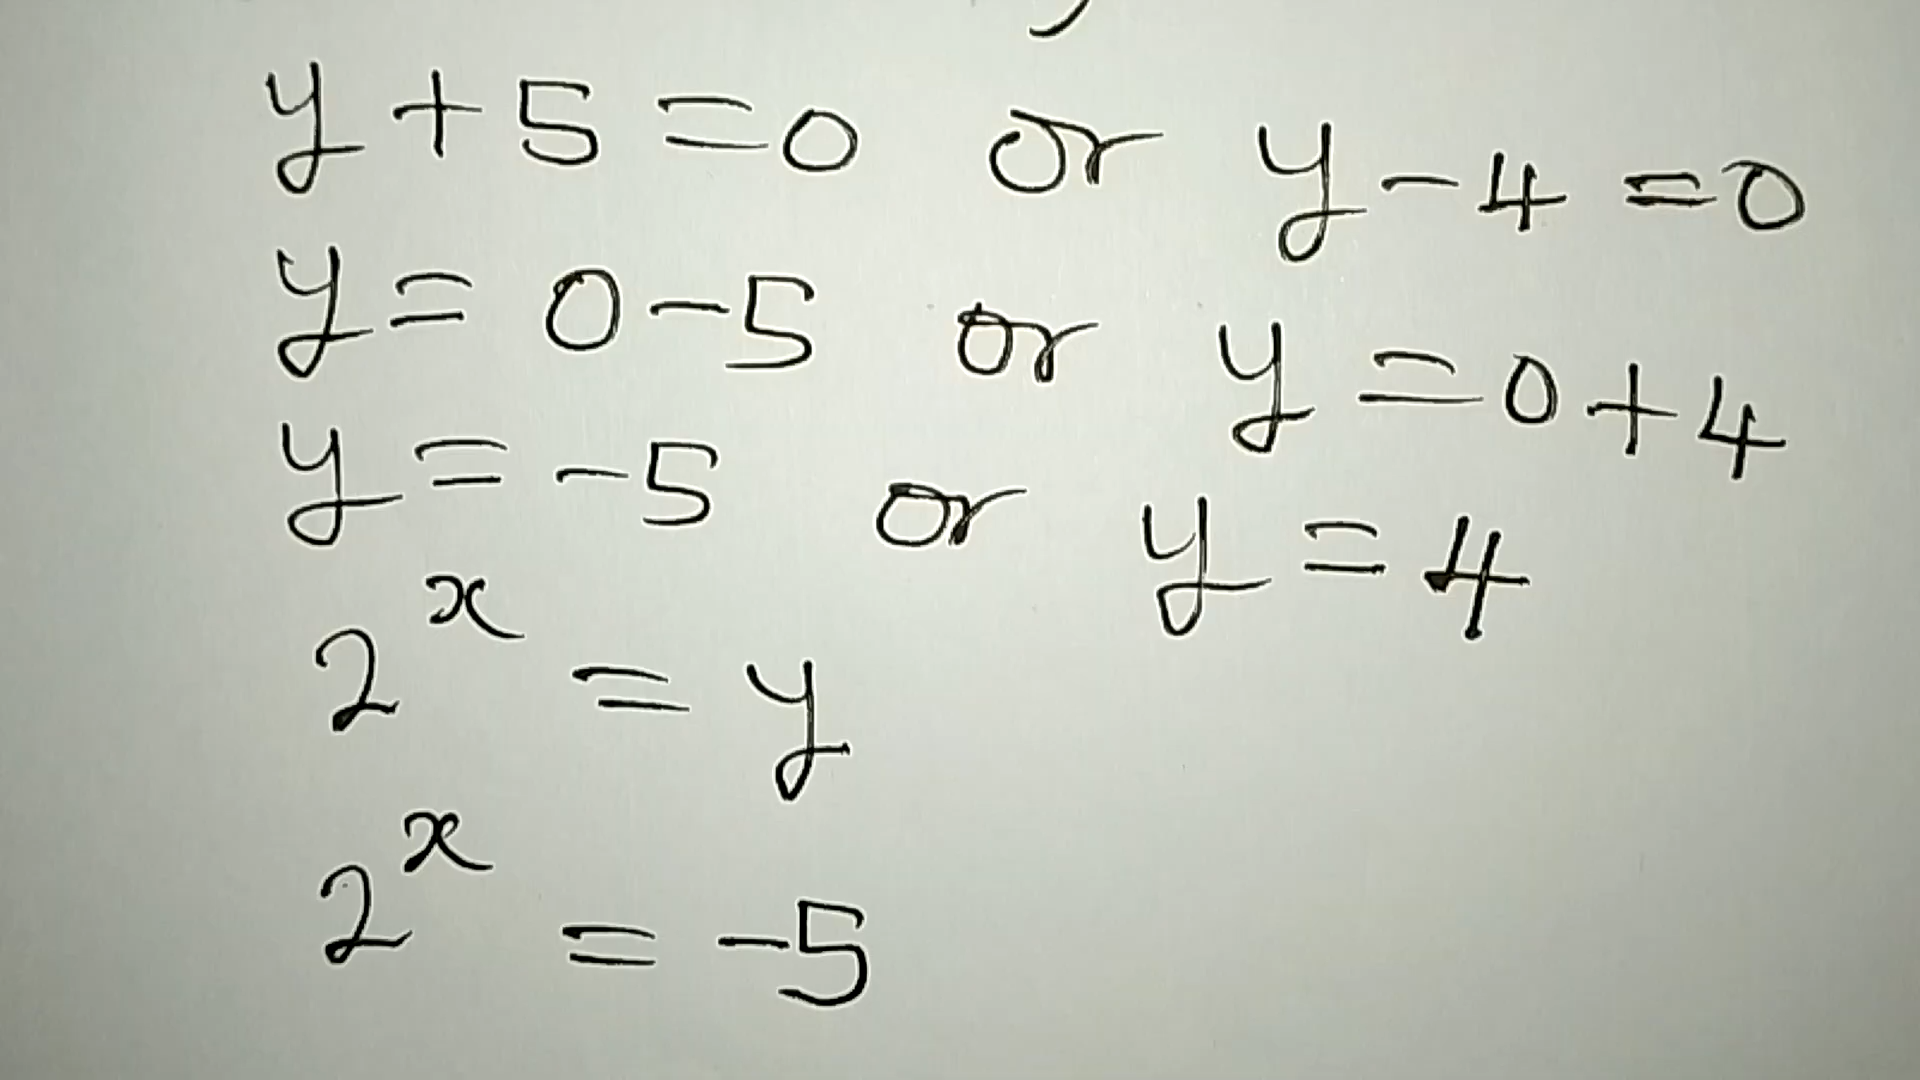 y + 5 = 0 or y - 4 = 0
y = 0 - 5 or y = 0 + 4
y = -5 or y = 4
2^x = y
2^x = -5